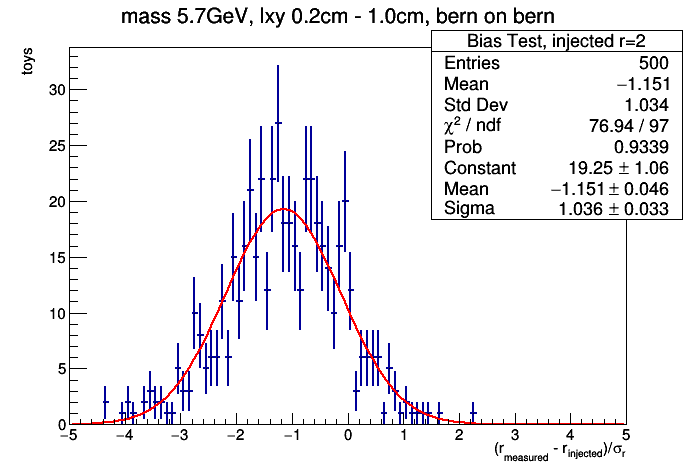 mass 5.7GeV, lxy 0.2cm - 1.0cm, bern on bern
Bias Test, injected r=2
Entries 500
Mean −1.151
Std Dev 1.034
χ² / ndf 76.94 / 97
Prob 0.9339
Constant 19.25 ± 1.06
Mean −1.151 ± 0.046
Sigma 1.036 ± 0.033
toys
30
25
20
15
10
5
0
−5 −4 −3 −2 −1 0 1 2 3 4 5
(r_measured - r_injected)/σ_r